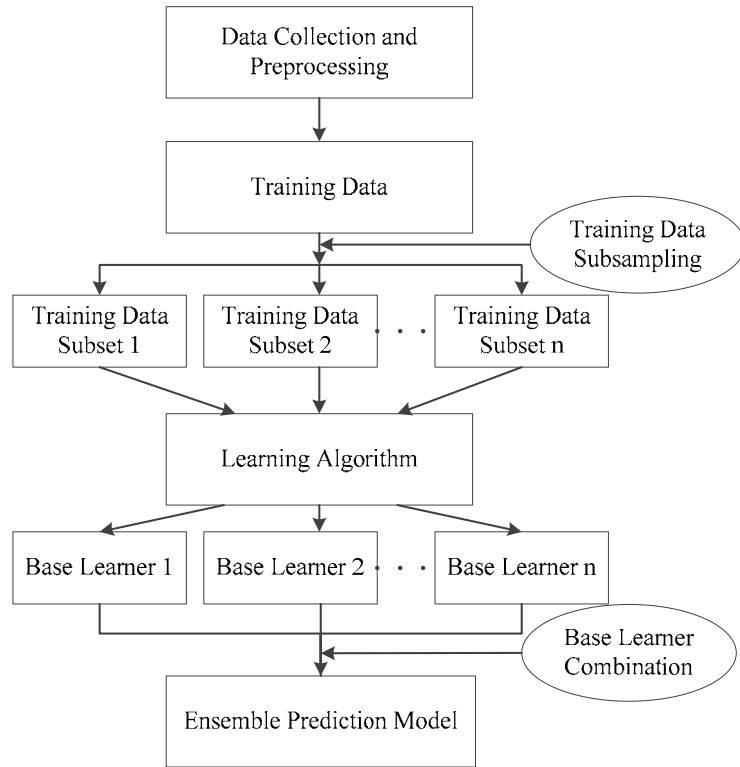 Data Collection and
Preprocessing
Training Data
Training Data
Subsampling
Training Data
Subset 1
Training Data
Subset 2
. . .
Training Data
Subset n
Learning Algorithm
Base Learner 1
Base Learner 2
. . .
Base Learner n
Base Learner
Combination
Ensemble Prediction Model